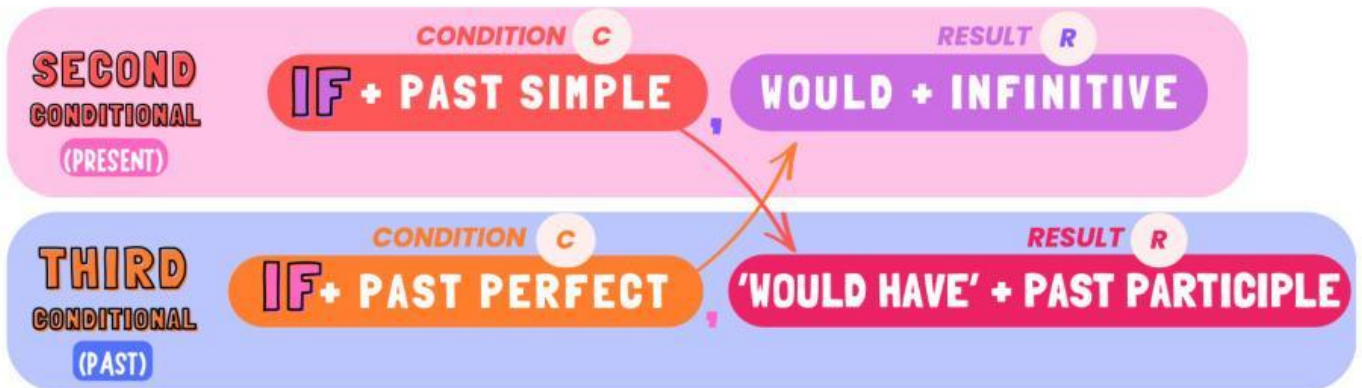 SECOND
CONDITIONAL
(PRESENT)
CONDITION C
IF + PAST SIMPLE ,
RESULT R
WOULD + INFINITIVE
THIRD
CONDITIONAL
(PAST)
CONDITION C
IF + PAST PERFECT ,
RESULT R
'WOULD HAVE' + PAST PARTICIPLE